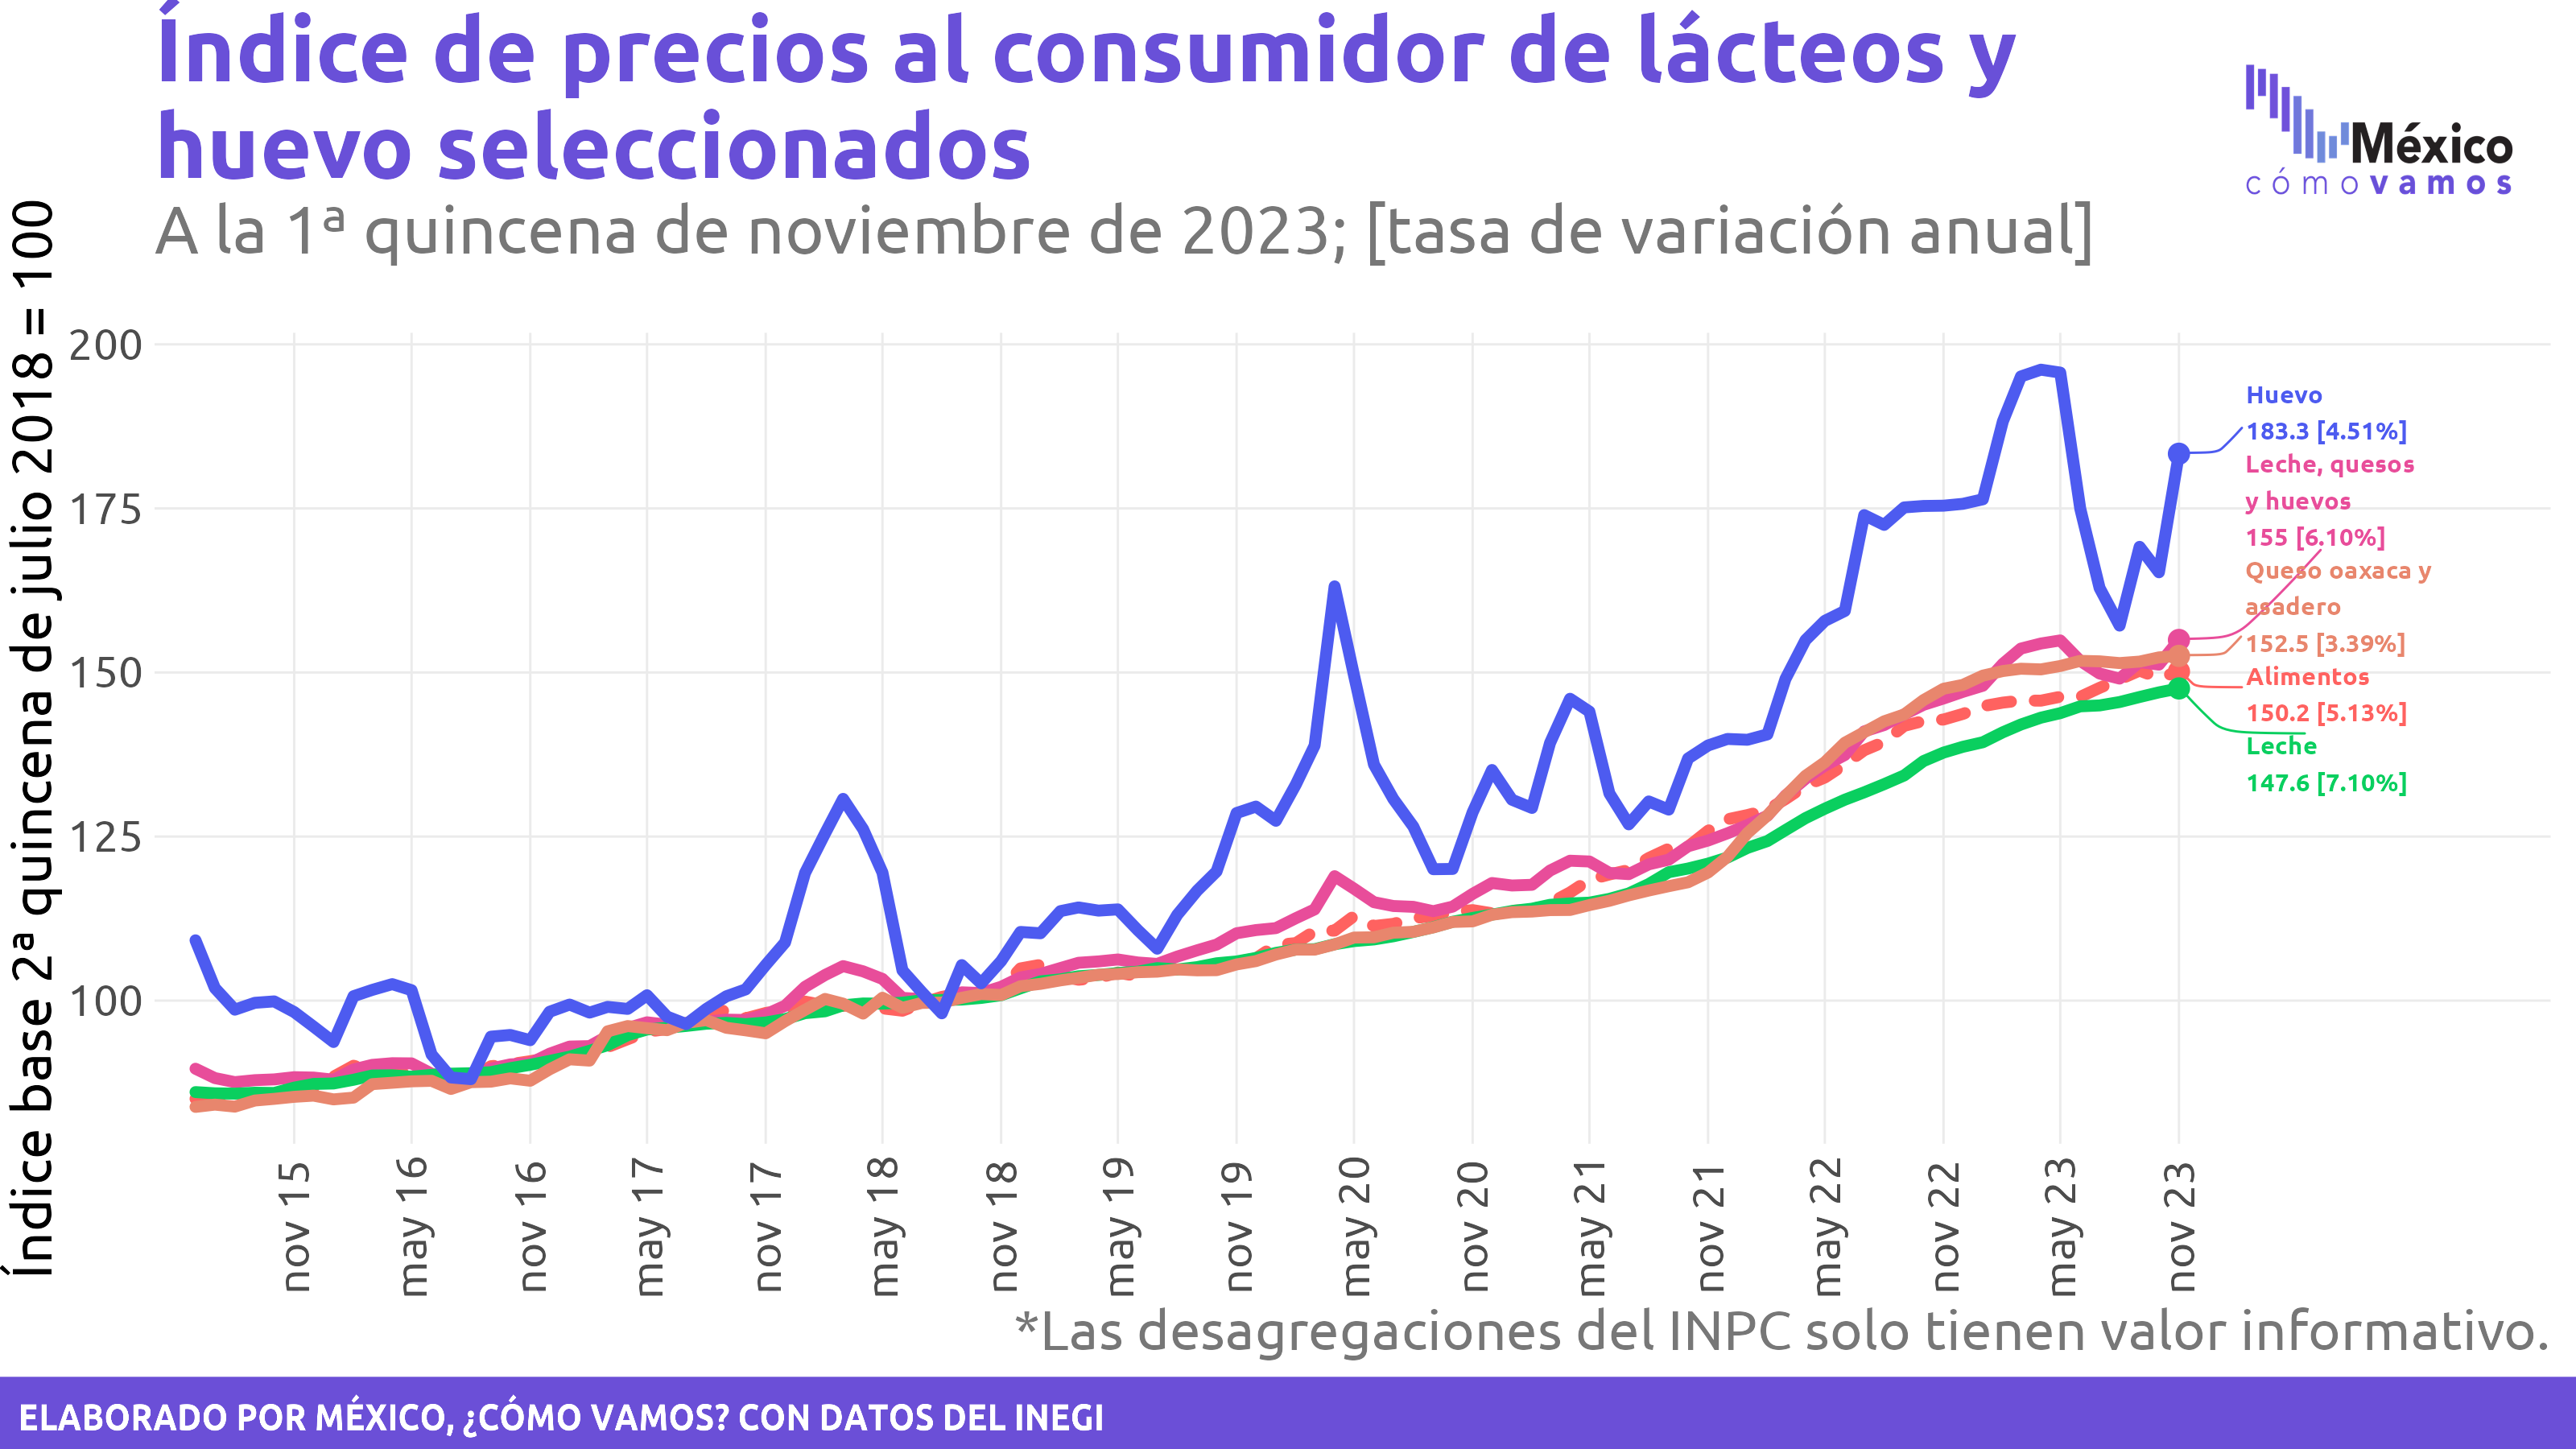 Índice de precios al consumidor de lácteos y
huevo seleccionados
A la 1ª quincena de noviembre de 2023; [tasa de variación anual]
México
cómo vamos
Índice base 2ª quincena de julio 2018 = 100
200
175
150
125
100
Huevo
183.3 [4.51%]
Leche, quesos
y huevos
155 [6.10%]
Queso oaxaca y
asadero
152.5 [3.39%]
Alimentos
150.2 [5.13%]
Leche
147.6 [7.10%]
nov 15
may 16
nov 16
may 17
nov 17
may 18
nov 18
may 19
nov 19
may 20
nov 20
may 21
nov 21
may 22
nov 22
may 23
nov 23
*Las desagregaciones del INPC solo tienen valor informativo.
ELABORADO POR MÉXICO, ¿CÓMO VAMOS? CON DATOS DEL INEGI